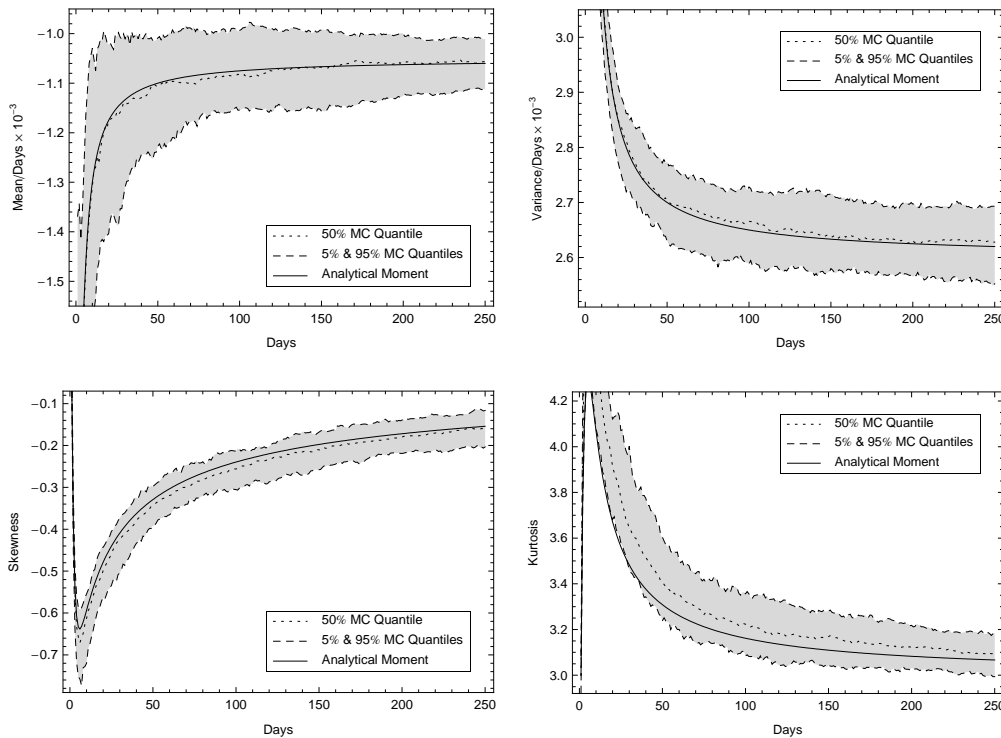 −1.0
−1.1
−1.2
−1.3
−1.4
−1.5
Mean/Days × 10⁻³
50% MC Quantile
5% & 95% MC Quantiles
Analytical Moment
0 50 100 150 200 250
Days
3.0
2.9
2.8
2.7
2.6
Variance/Days × 10⁻³
50% MC Quantile
5% & 95% MC Quantiles
Analytical Moment
0 50 100 150 200 250
Days
−0.1
−0.2
−0.3
−0.4
−0.5
−0.6
−0.7
Skewness
50% MC Quantile
5% & 95% MC Quantiles
Analytical Moment
0 50 100 150 200 250
Days
4.2
4.0
3.8
3.6
3.4
3.2
3.0
Kurtosis
50% MC Quantile
5% & 95% MC Quantiles
Analytical Moment
0 50 100 150 200 250
Days